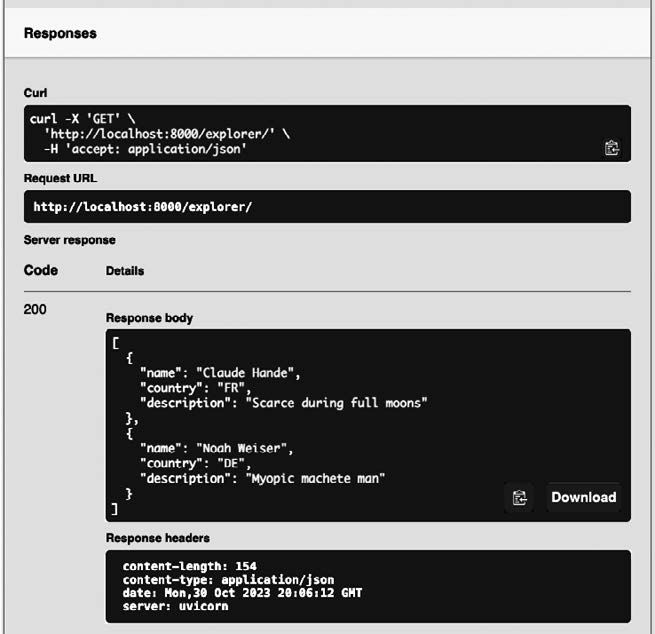 Responses
Curl
curl -X 'GET' \
  'http://localhost:8000/explorer/' \
  -H 'accept: application/json'
Request URL
http://localhost:8000/explorer/
Server response
Code Details
200
Response body
[
  {
    "name": "Claude Hande",
    "country": "FR",
    "description": "Scarce during full moons"
  },
  {
    "name": "Noah Weiser",
    "country": "DE",
    "description": "Myopic machete man"
  }
]
Download
Response headers
content-length: 154
content-type: application/json
date: Mon,30 Oct 2023 20:06:12 GMT
server: uvicorn